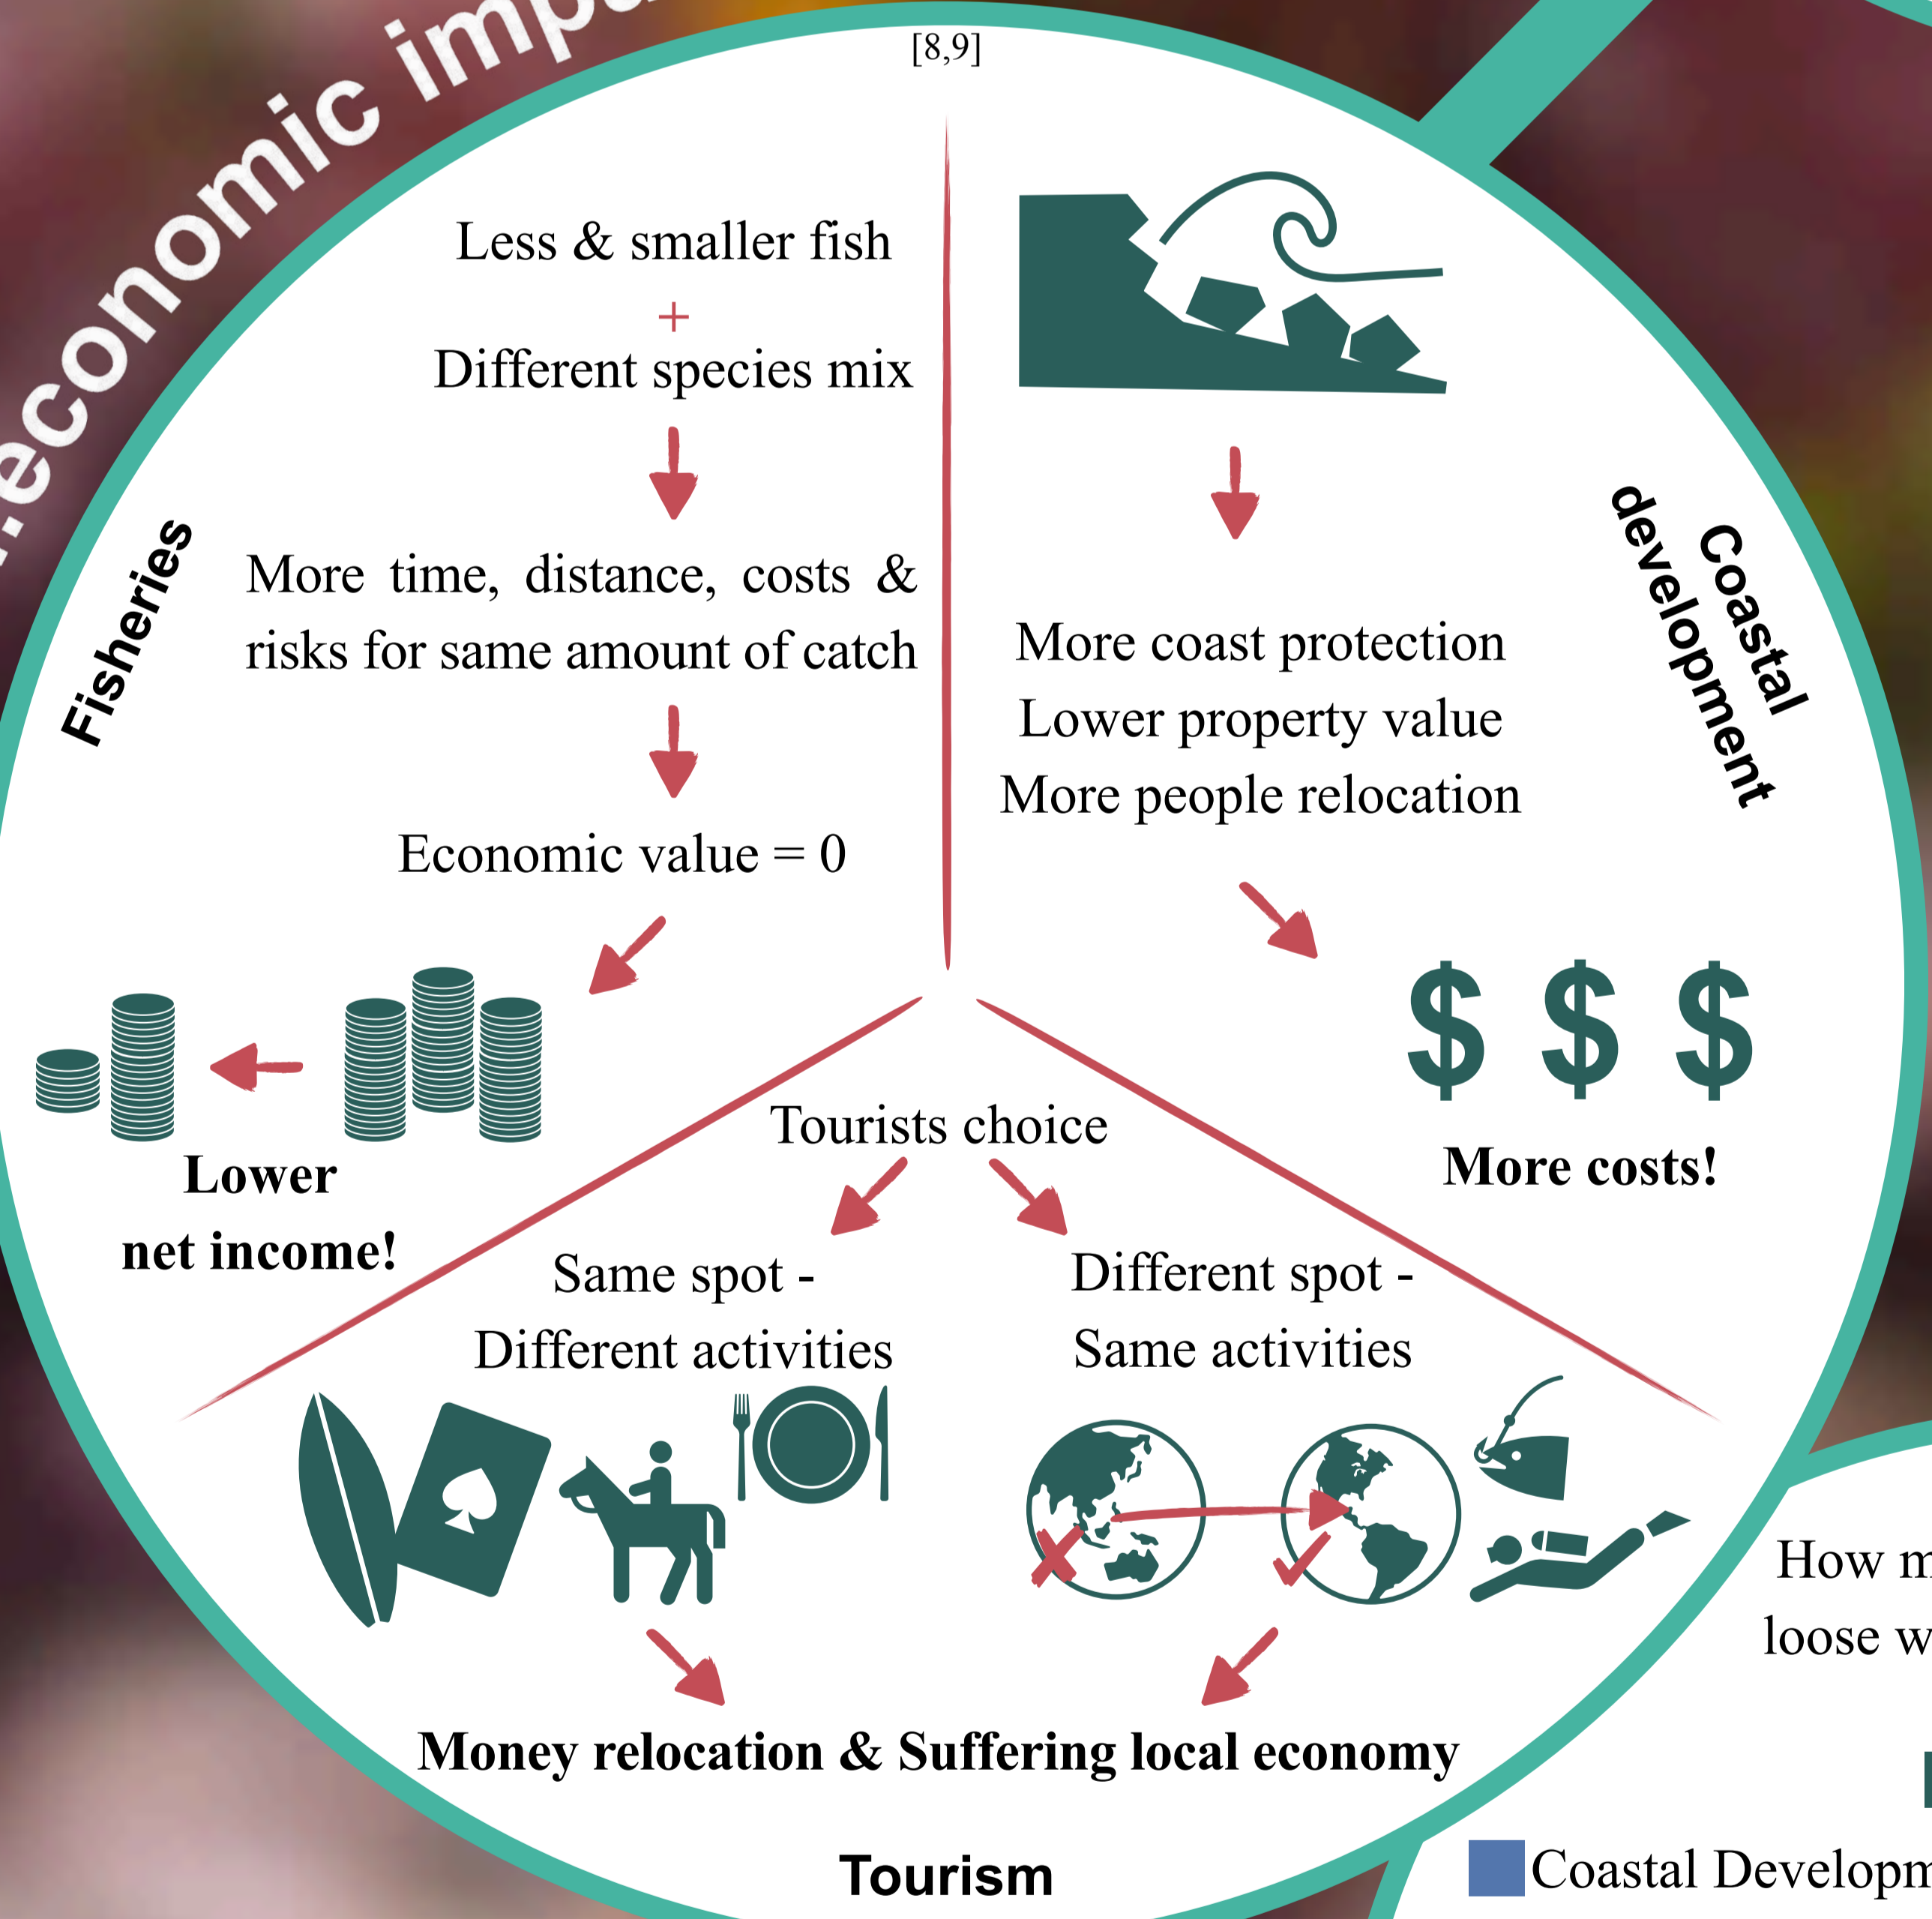 .economic
[8,9]
Fisheries
Less & smaller fish
+
Different species mix
More time, distance, costs &
risks for same amount of catch
Economic value = 0
Lower
net income!
Coastal
development
More coast protection
Lower property value
More people relocation
$ $ $
More costs!
Tourists choice
Same spot -
Different activities
Different spot -
Same activities
Money relocation & Suffering local economy
Tourism
How
loose
Coastal